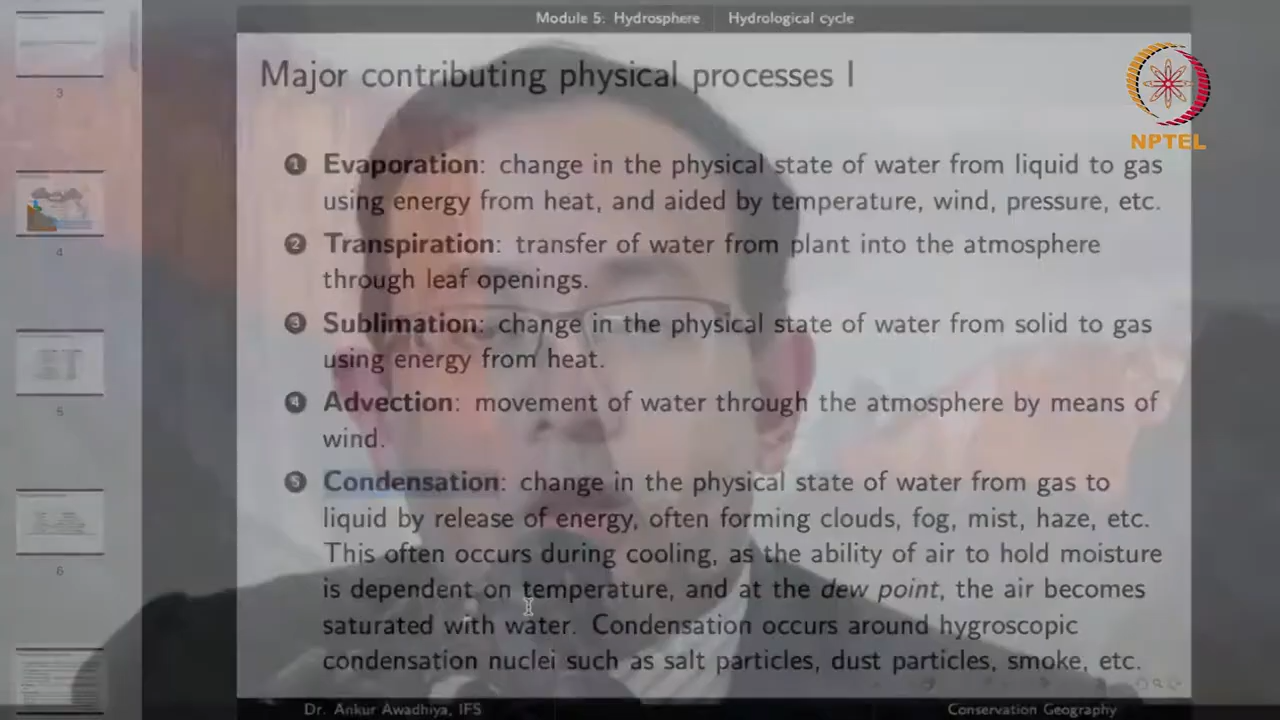 Module 5: Hydrosphere Hydrological cycle
Major contributing physical processes I
NPTEL
1 Evaporation: change in the physical state of water from liquid to gas
using energy from heat, and aided by temperature, wind, pressure, etc.
2 Transpiration: transfer of water from plant into the atmosphere
through leaf openings.
3 Sublimation: change in the physical state of water from solid to gas
using energy from heat.
4 Advection: movement of water through the atmosphere by means of
wind.
5 Condensation: change in the physical state of water from gas to
liquid by release of energy, often forming clouds, fog, mist, haze, etc.
This often occurs during cooling, as the ability of air to hold moisture
is dependent on temperature, and at the dew point, the air becomes
saturated with water. Condensation occurs around hygroscopic
condensation nuclei such as salt particles, dust particles, smoke, etc.
Dr. Ankur Awadhiya, IFS Conservation Geography
3
4
5
6